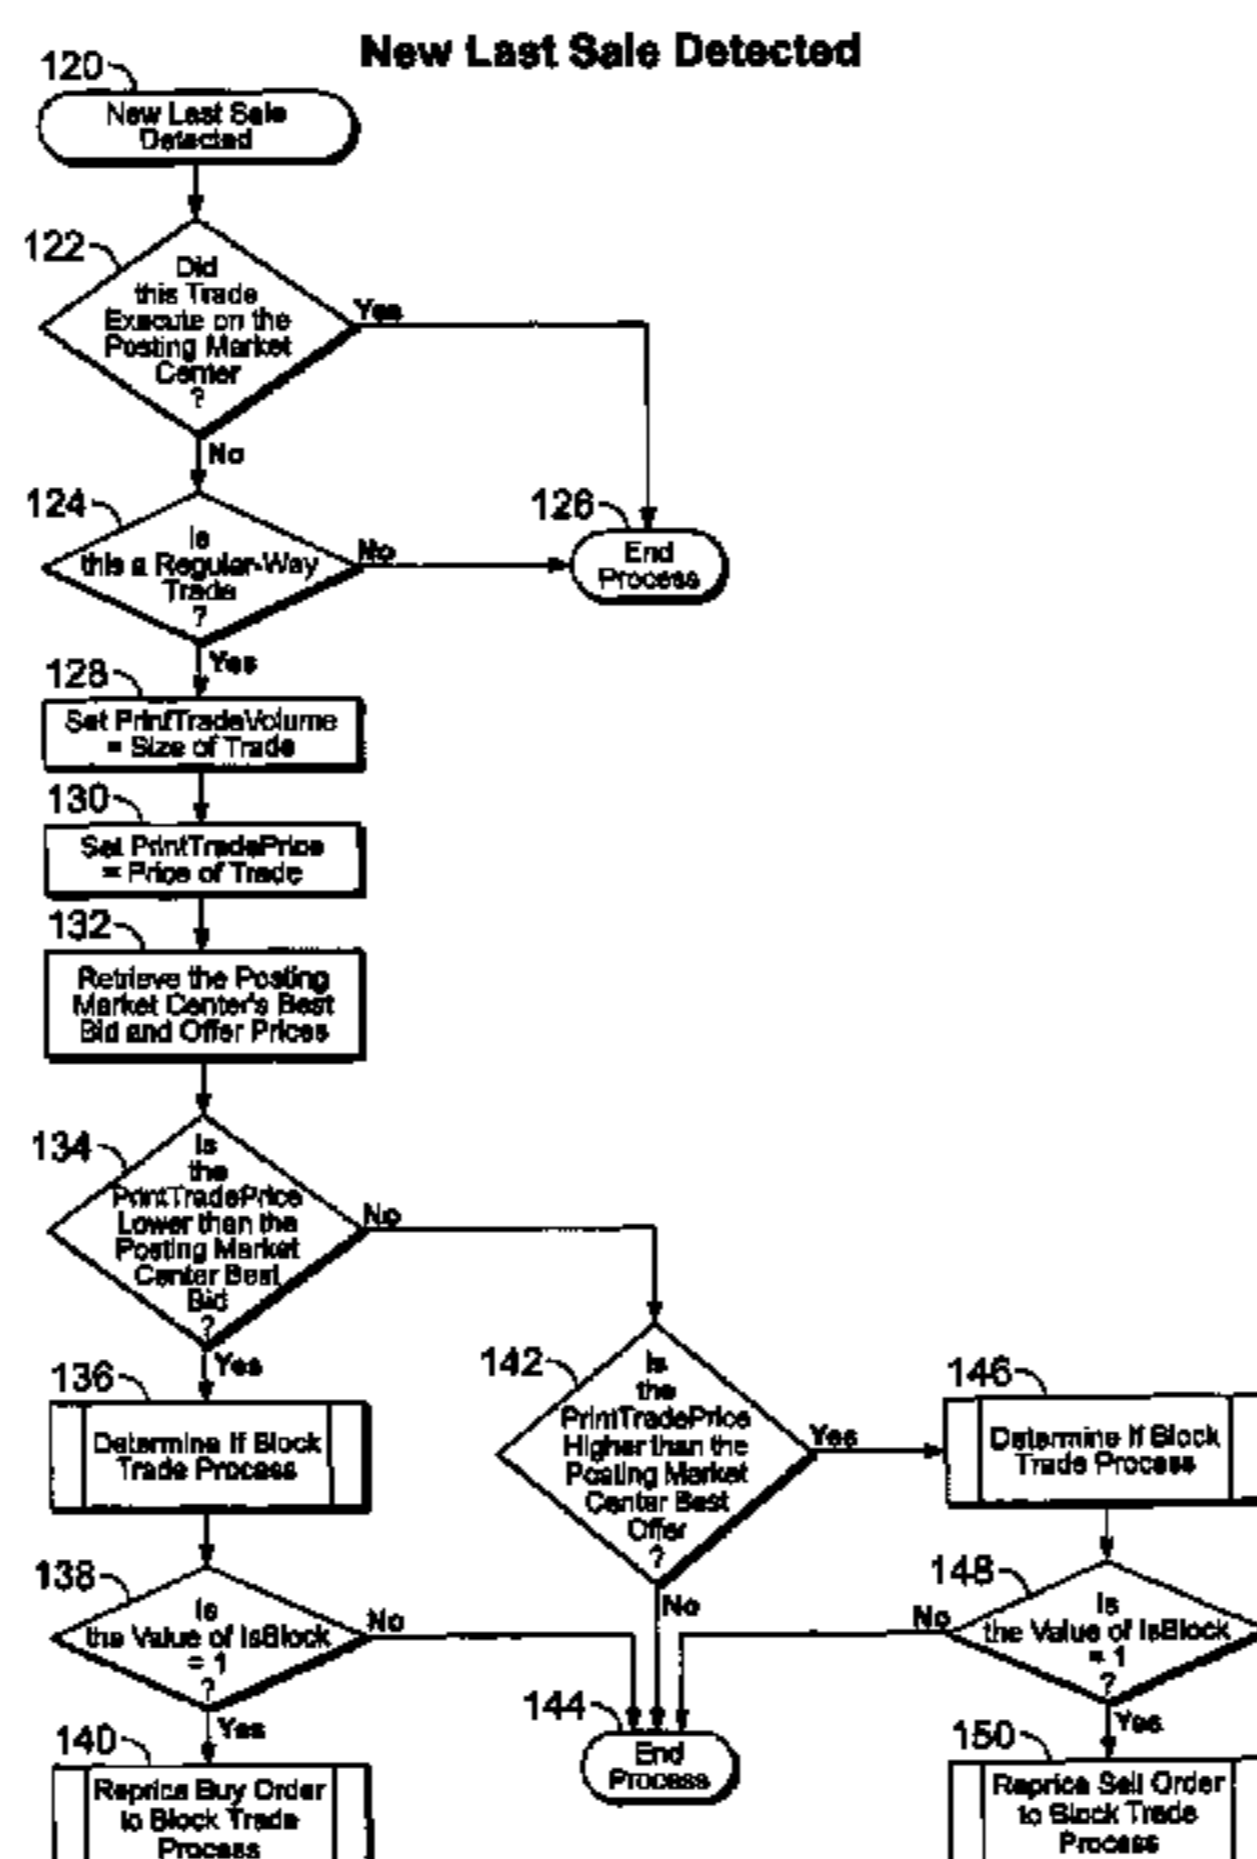 New Last Sale Detected
120
New Last Sale
Detected
122
Did
this Trade
Execute on the
Posting Market
Center
?
Yes
No
124
Is
this a Regular-Way
Trade
?
No
126
End
Process
Yes
128
Set PrintTradeVolume
= Size of Trade
130
Set PrintTradePrice
= Price of Trade
132
Retrieve the Posting
Market Center's Best
Bid and Offer Prices
134
Is
the
PrintTradePrice
Lower than the
Posting Market
Center Best
Bid
?
No
Yes
136
Determine If Block
Trade Process
142
Is
the
PrintTradePrice
Higher than the
Posting Market
Center Best
Offer
?
Yes
No
146
Determine If Block
Trade Process
138
Is
the Value of IsBlock
= 1
?
No
Yes
148
Is
the Value of IsBlock
= 1
?
No
Yes
140
Reprice Buy Order
to Block Trade
Process
144
End
Process
150
Reprice Sell Order
to Block Trade
Process